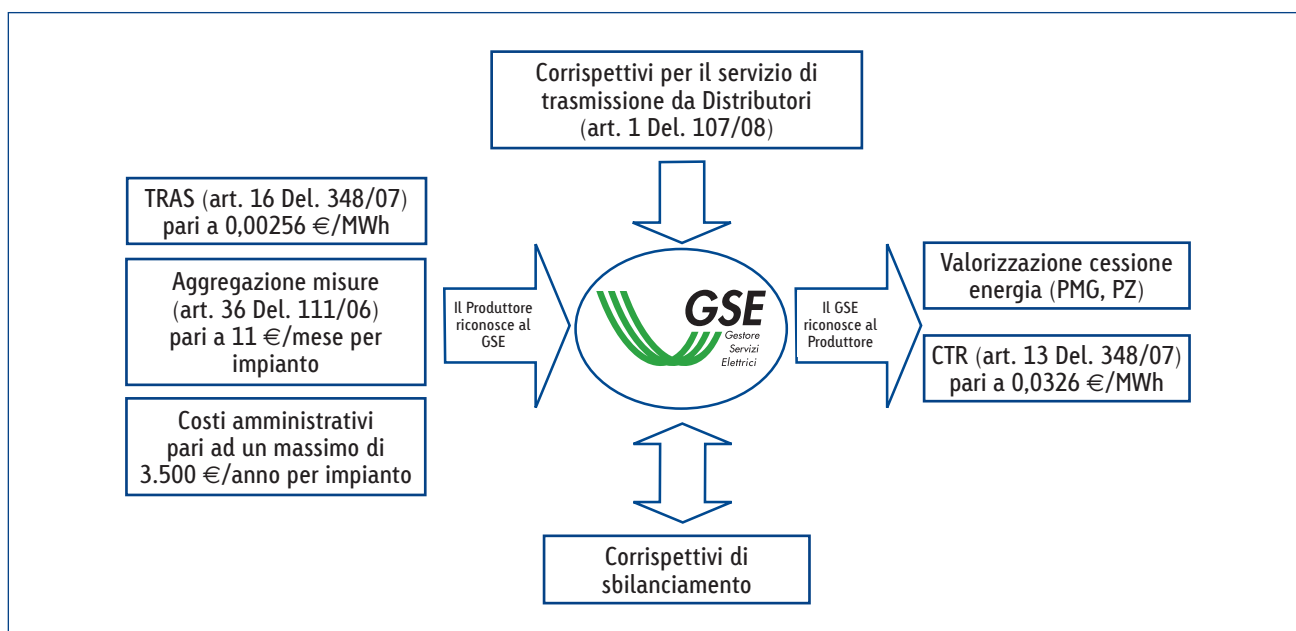 Corrispettivi per il servizio di
trasmissione da Distributori
(art. 1 Del. 107/08)
TRAS (art. 16 Del. 348/07)
pari a 0,00256 €/MWh
Aggregazione misure
(art. 36 Del. 111/06)
pari a 11 €/mese per
impianto
Costi amministrativi
pari ad un massimo di
3.500 €/anno per impianto
Il Produttore
riconosce al
GSE
GSE
Gestore
Servizi
Elettrici
Il GSE
riconosce al
Produttore
Valorizzazione cessione
energia (PMG, PZ)
CTR (art. 13 Del. 348/07)
pari a 0,0326 €/MWh
Corrispettivi di
sbilanciamento